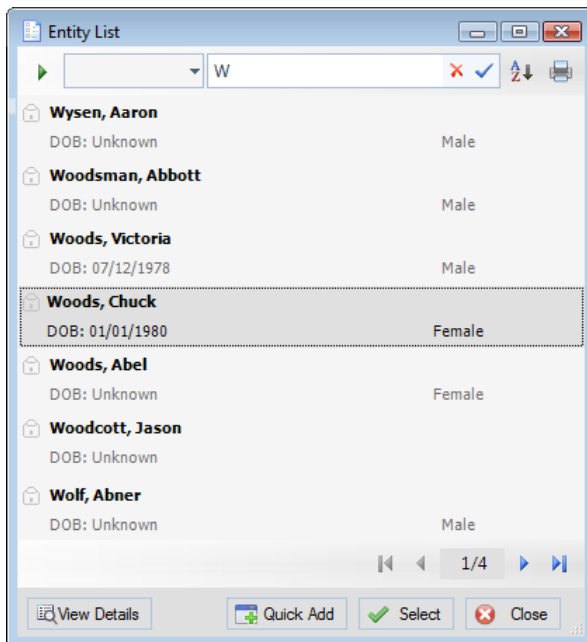 Entity List
W
A
Z
Wysen, Aaron
DOB: Unknown Male
Woodsman, Abbott
DOB: Unknown Male
Woods, Victoria
DOB: 07/12/1978 Male
Woods, Chuck
DOB: 01/01/1980 Female
Woods, Abel
DOB: Unknown Female
Woodcott, Jason
DOB: Unknown
Wolf, Abner
DOB: Unknown Male
1/4
View Details Quick Add Select Close